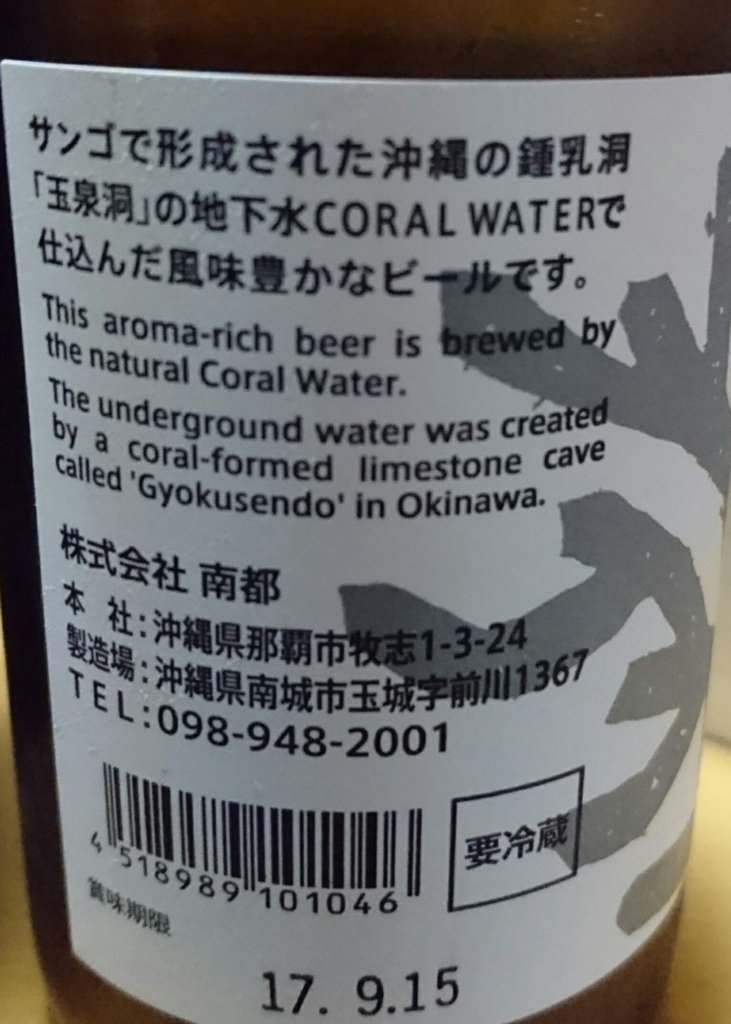 サンゴで形成された沖縄の鍾乳洞
「玉泉洞」の地下水CORAL WATERで
仕込んだ風味豊かなビールです。
This aroma-rich beer is brewed by
the natural Coral Water.
The underground water was created
by a coral-formed limestone cave
called 'Gyokusendo' in Okinawa.
株式会社 南都
本 社:沖縄県那覇市牧志1-3-24
製造場:沖縄県南城市玉城字前川1367
TEL:098-948-2001
4 518989 101046
要冷蔵
賞味期限
17. 9.15